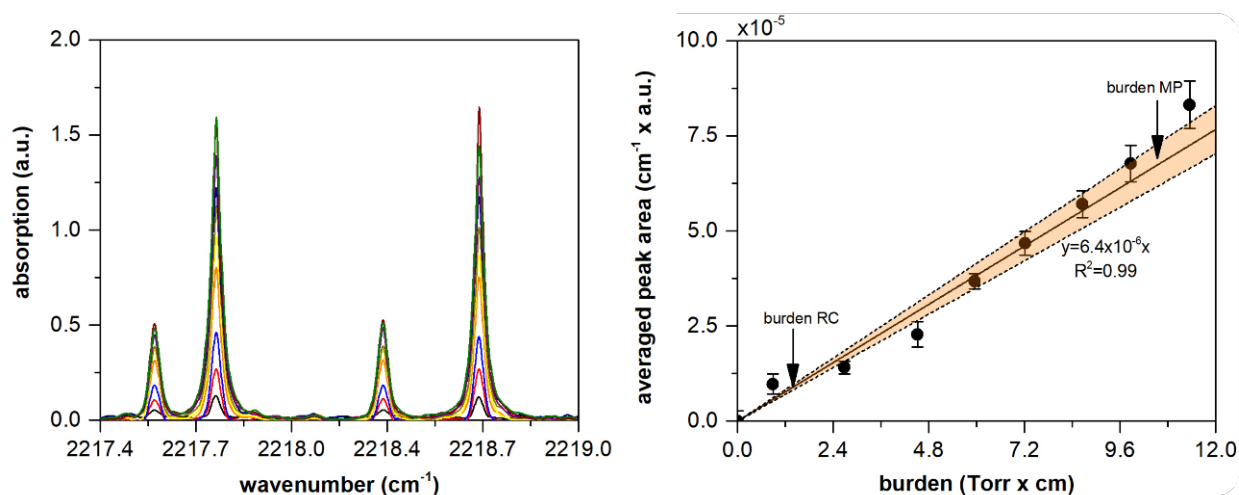 2.0
1.5
1.0
0.5
0.0
absorption (a.u.)
2217.4 2217.7 2218.0 2218.4 2218.7 2219.0
wavenumber (cm⁻¹)
x10⁻⁵
10.0
7.5
5.0
2.5
0.0
averaged peak area (cm⁻¹ x a.u.)
burden MP
burden RC
y=6.4x10⁻⁶x
R²=0.99
0.0 2.4 4.8 7.2 9.6 12.0
burden (Torr x cm)